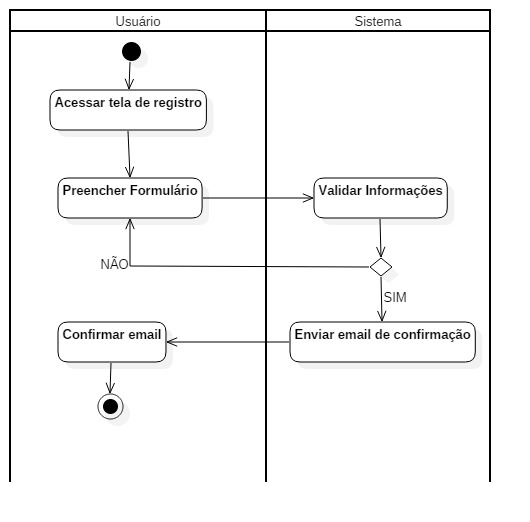 Usuário
Sistema
Acessar tela de registro
Preencher Formulário
Validar Informações
NÃO
SIM
Confirmar email
Enviar email de confirmação